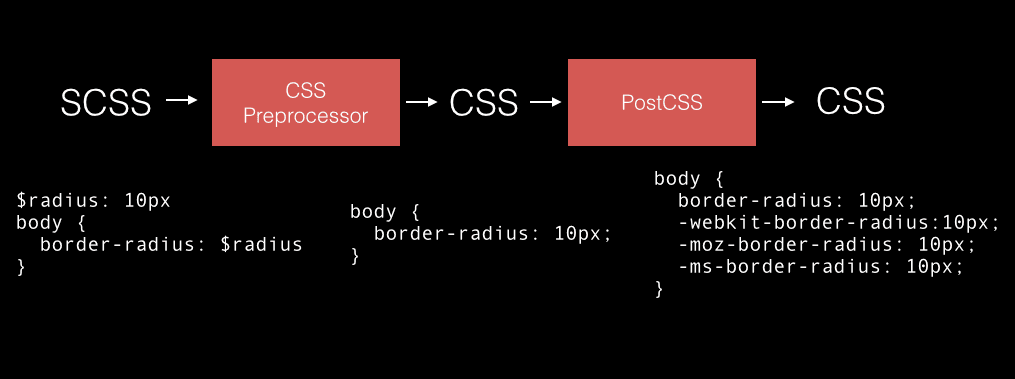 SCSS
CSS
Preprocessor
CSS
PostCSS
CSS
$radius: 10px
body {
  border-radius: $radius
}
body {
  border-radius: 10px;
}
body {
  border-radius: 10px;
  -webkit-border-radius:10px;
  -moz-border-radius: 10px;
  -ms-border-radius: 10px;
}